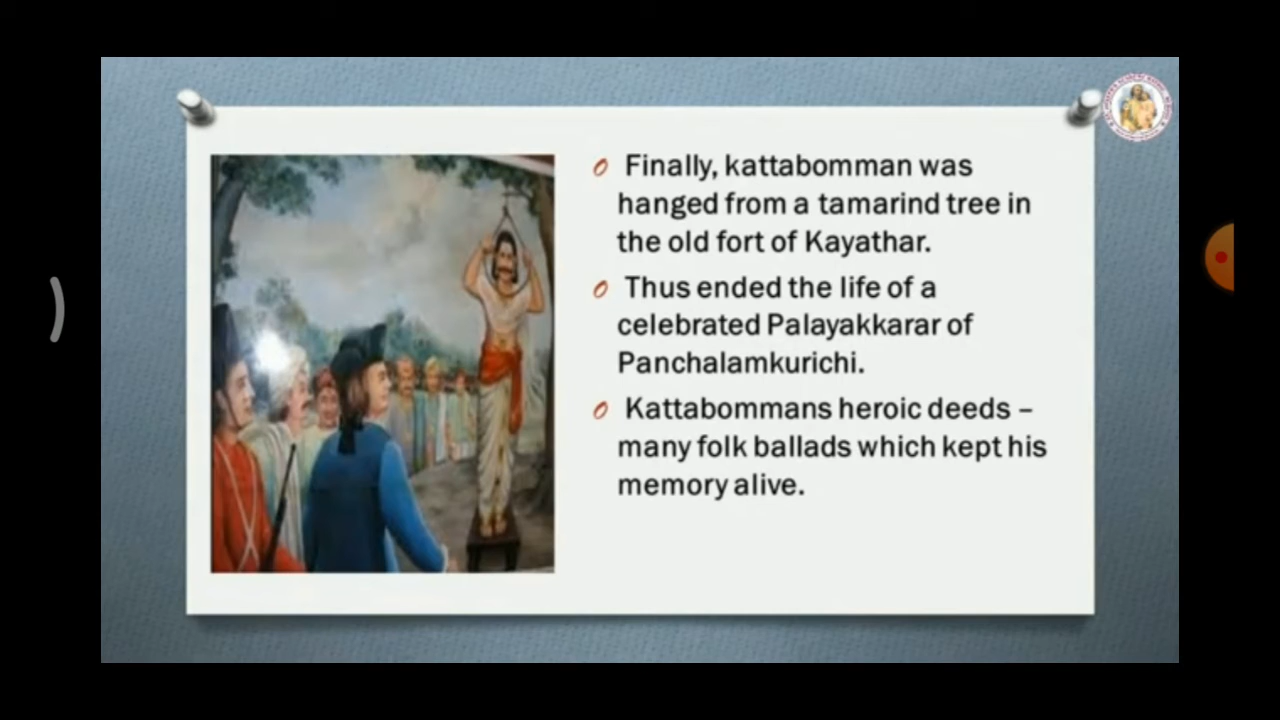 Finally, kattabomman was
hanged from a tamarind tree in
the old fort of Kayathar.
Thus ended the life of a
celebrated Palayakkarar of
Panchalamkurichi.
Kattabommans heroic deeds –
many folk ballads which kept his
memory alive.